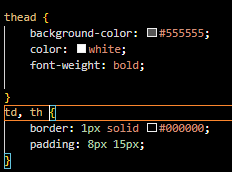 thead {
    background-color: #555555;
    color: white;
    font-weight: bold;

}
td, th {
    border: 1px solid #000000;
    padding: 8px 15px;
}